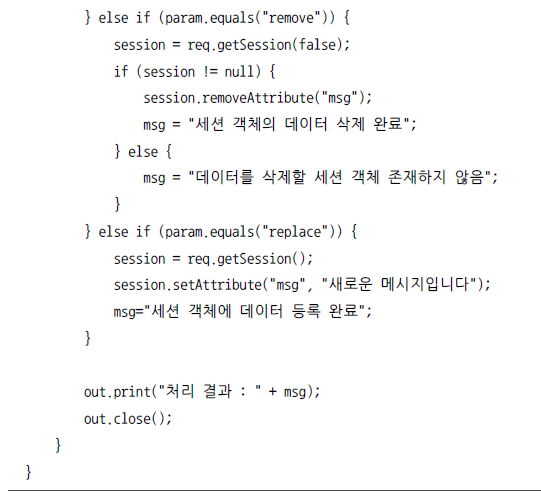 } else if (param.equals("remove")) {
session = req.getSession(false);
if (session != null) {
session.removeAttribute("msg");
msg = "세션 객체의 데이터 삭제 완료";
} else {
msg = "데이터를 삭제할 세션 객체 존재하지 않음";
}
} else if (param.equals("replace")) {
session = req.getSession();
session.setAttribute("msg", "새로운 메시지입니다");
msg="세션 객체에 데이터 등록 완료";
}
out.print("처리 결과 : " + msg);
out.close();
}
}